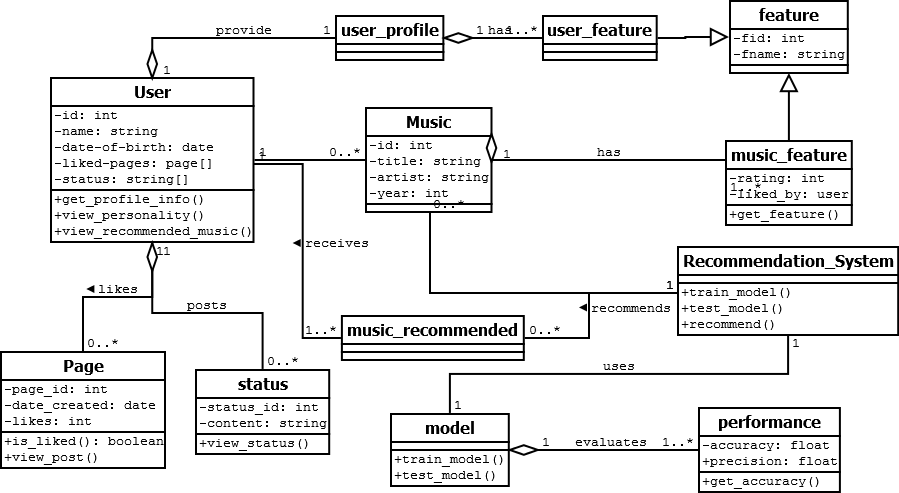 feature
-fid: int
-fname: string
provide
1
user_profile
1
has
1..*
user_feature
1
User
-id: int
-name: string
-date-of-birth: date
-liked-pages: page[]
-status: string[]
+get_profile_info()
+view_personality()
+view_recommended_music()
1
1
0..*
Music
-id: int
-title: string
-artist: string
-year: int
0..*
1
has
music_feature
-rating: int
1..*
-liked_by: user
+get_feature()
11
◄ receives
Recommendation_System
+train_model()
+test_model()
+recommend()
1
◄ likes
posts
◄ recommends
1..*
music_recommended
0..*
1
0..*
0..*
uses
Page
-page_id: int
-date_created: date
-likes: int
+is_liked(): boolean
+view_post()
status
-status_id: int
-content: string
+view_status()
1
model
+train_model()
+test_model()
1
evaluates
1..*
performance
-accuracy: float
+precision: float
+get_accuracy()